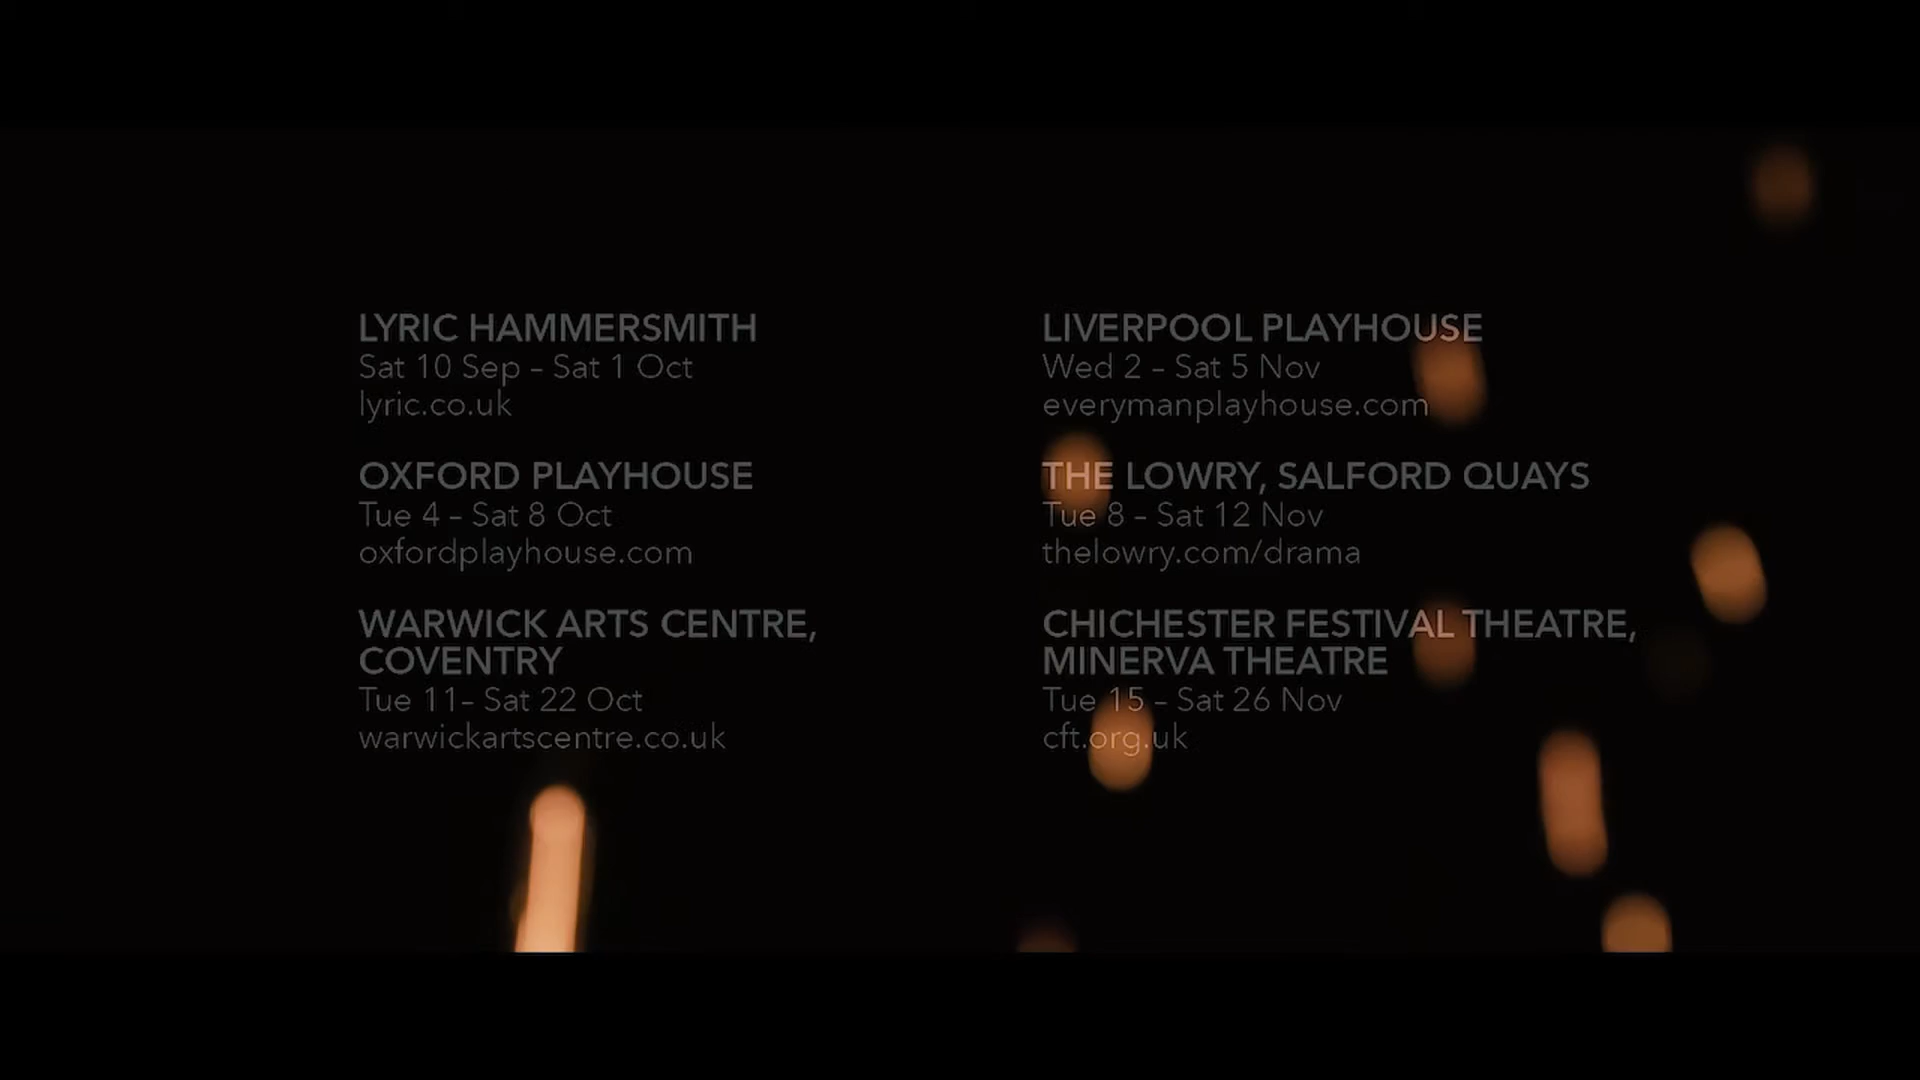 LYRIC HAMMERSMITH
Sat 10 Sep – Sat 1 Oct
lyric.co.uk
OXFORD PLAYHOUSE
Tue 4 – Sat 8 Oct
oxfordplayhouse.com
WARWICK ARTS CENTRE,
COVENTRY
Tue 11– Sat 22 Oct
warwickartscentre.co.uk
LIVERPOOL PLAYHOUSE
Wed 2 – Sat 5 Nov
everymanplayhouse.com
THE LOWRY, SALFORD QUAYS
Tue 8 – Sat 12 Nov
thelowry.com/drama
CHICHESTER FESTIVAL THEATRE,
MINERVA THEATRE
Tue 15 – Sat 26 Nov
cft.org.uk